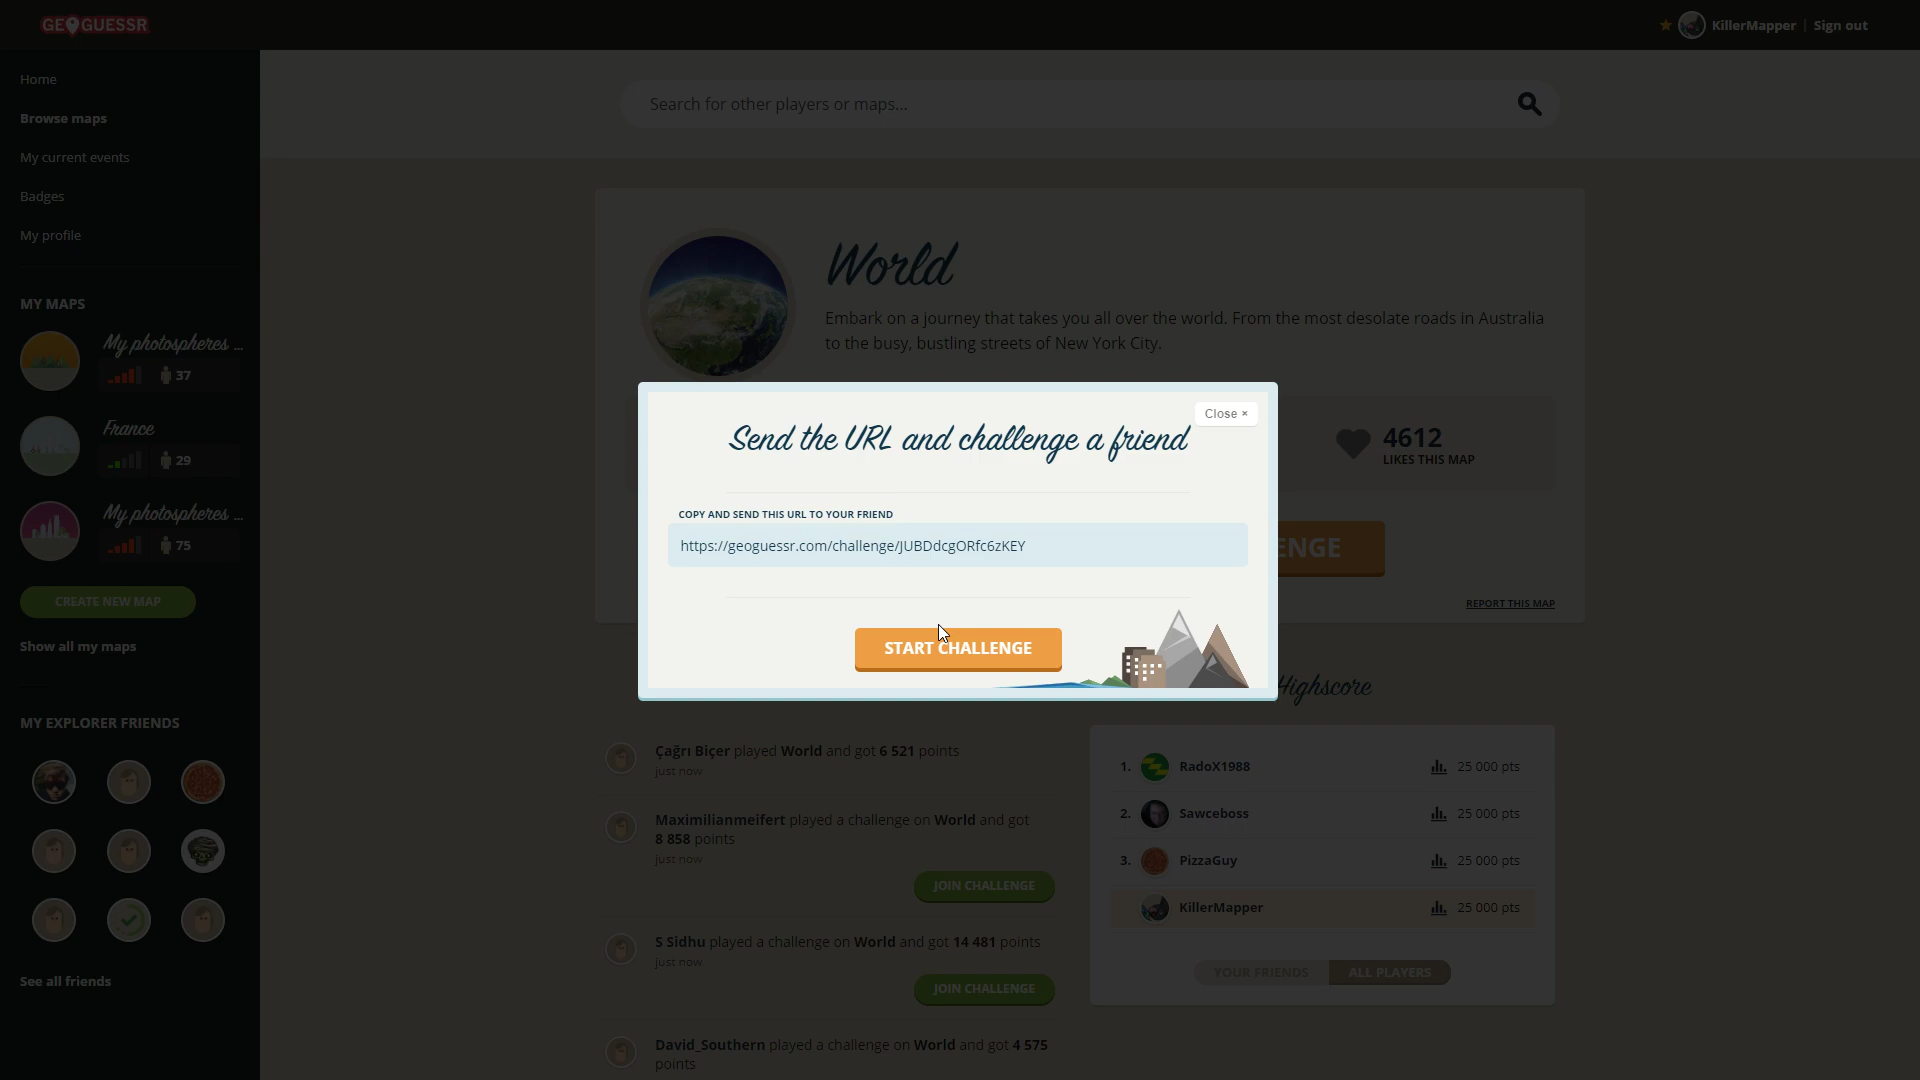 GEOGUESSR
KillerMapper | Sign out
Home
Browse maps
My current events
Badges
My profile
MY MAPS
My photospheres ...
37
France
29
My photospheres ...
75
CREATE NEW MAP
Show all my maps
MY EXPLORER FRIENDS
See all friends
Search for other players or maps...
World
Embark on a journey that takes you all over the world. From the most desolate roads in Australia
to the busy, bustling streets of New York City.
4612
LIKES THIS MAP
ENGE
REPORT THIS MAP
Close ×
Send the URL and challenge a friend
COPY AND SEND THIS URL TO YOUR FRIEND
https://geoguessr.com/challenge/JUBDdcgORfc6zKEY
START CHALLENGE
Çağrı Biçer played World and got 6 521 points
just now
Maximilianmeifert played a challenge on World and got
8 858 points
just now
JOIN CHALLENGE
S Sidhu played a challenge on World and got 14 481 points
just now
JOIN CHALLENGE
David_Southern played a challenge on World and got 4 575
points
Highscore
1. RadoX1988 25 000 pts
2. Sawceboss 25 000 pts
3. PizzaGuy 25 000 pts
KillerMapper 25 000 pts
YOUR FRIENDS ALL PLAYERS